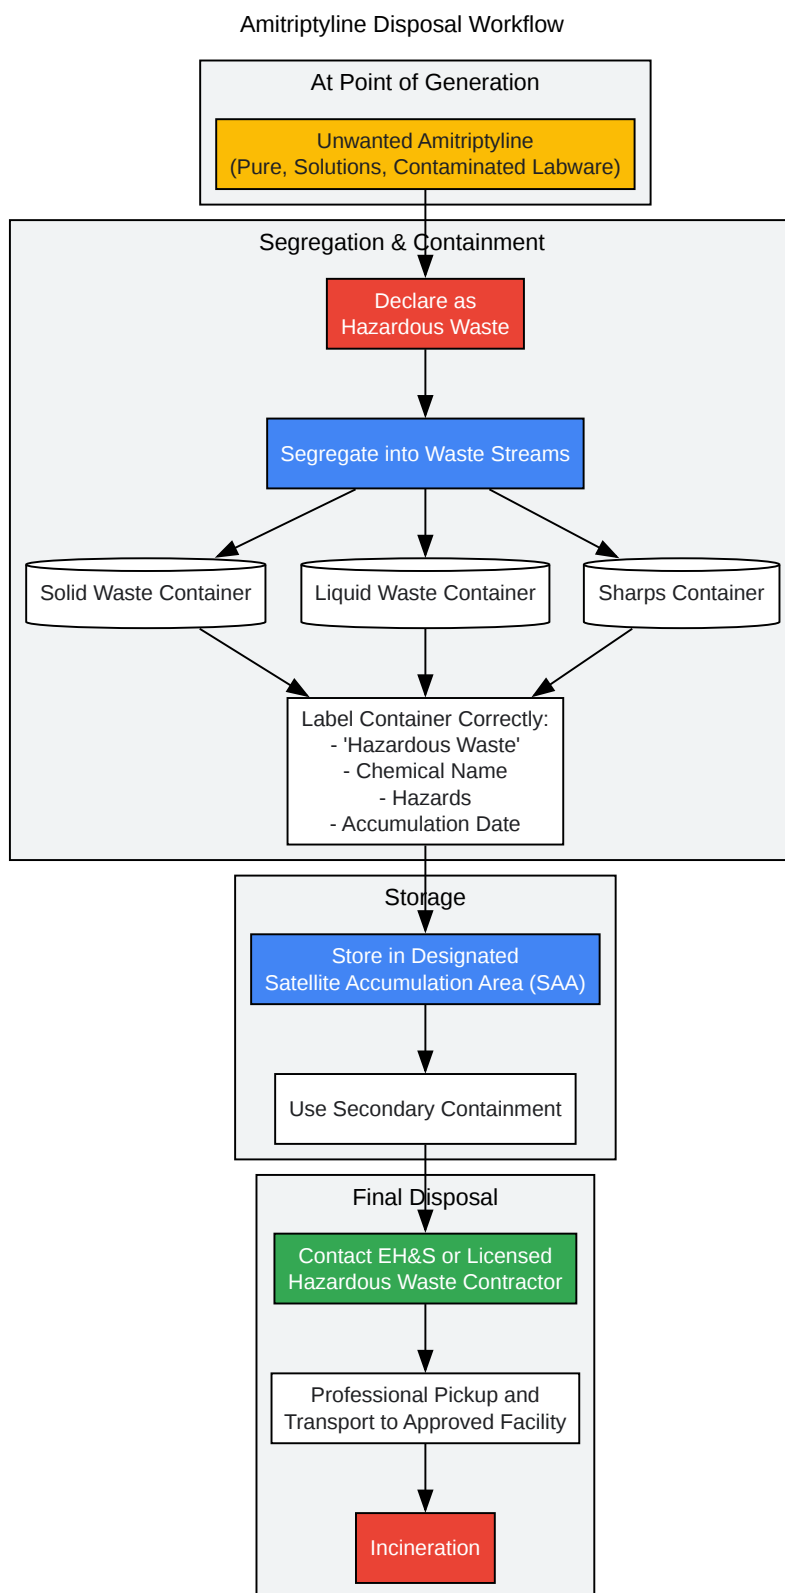 Amitriptyline Disposal Workflow
At Point of Generation
Unwanted Amitriptyline
(Pure, Solutions, Contaminated Labware)
Segregation & Containment
Declare as
Hazardous Waste
Segregate into Waste Streams
Solid Waste Container
Liquid Waste Container
Sharps Container
Label Container Correctly:
- 'Hazardous Waste'
- Chemical Name
- Hazards
- Accumulation Date
Storage
Store in Designated
Satellite Accumulation Area (SAA)
Use Secondary Containment
Final Disposal
Contact EH&S or Licensed
Hazardous Waste Contractor
Professional Pickup and
Transport to Approved Facility
Incineration